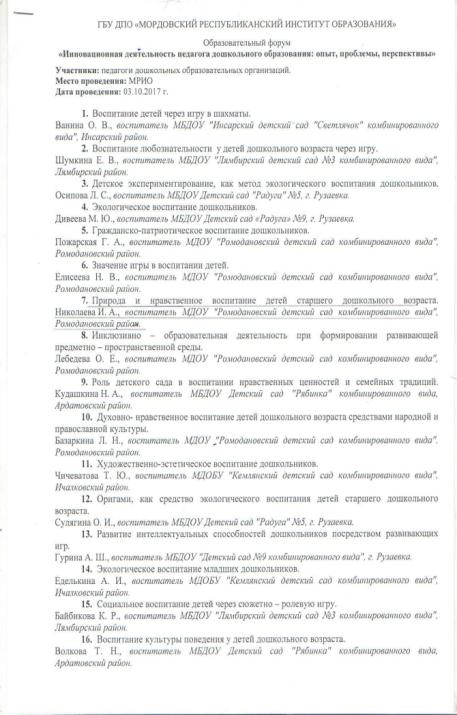 ГБУ ДПО «МОРДОВСКИЙ РЕСПУБЛИКАНСКИЙ ИНСТИТУТ ОБРАЗОВАНИЯ»
Образовательный форум
«Инновационная деятельность педагога дошкольного образования: опыт, проблемы, перспективы»
Участники: педагоги дошкольных образовательных организаций.
Место проведения: МРИО
Дата проведения: 03.10.2017 г.
1. Воспитание детей через игру в шахматы.
Ванина О. В., воспитатель МБДОУ "Инсарский детский сад "Светлячок" комбинированного
вида", Инсарский район.
2. Воспитание любознательности у детей дошкольного возраста через игру.
Шумкина Е. В., воспитатель МБДОУ "Лямбирский детский сад №3 комбинированного вида",
Лямбирский район.
3. Детское экспериментирование, как метод экологического воспитания дошкольников.
Осипова Л. С., воспитатель МБДОУ Детский сад "Радуга" №5, г. Рузаевка.
4. Экологическое воспитание дошкольников.
Дивеева М. Ю., воспитатель МБДОУ Детский сад «Радуга» №9, г. Рузаевка.
5. Гражданско-патриотическое воспитание дошкольников.
Пожарская Г. А., воспитатель МДОУ "Ромодановский детский сад комбинированного вида",
Ромодановский район.
6. Значение игры в воспитании детей.
Елисеева Н. В., воспитатель МДОУ "Ромодановский детский сад комбинированного вида",
Ромодановский район.
7. Природа и нравственное воспитание детей старшего дошкольного возраста.
Николаева И. А., воспитатель МДОУ "Ромодановский детский сад комбинированного вида",
Ромодановский район.
8. Инклюзивно – образовательная деятельность при формировании развивающей
предметно – пространственной среды.
Лебедева О. Е., воспитатель МДОУ "Ромодановский детский сад комбинированного вида",
Ромодановский район.
9. Роль детского сада в воспитании нравственных ценностей и семейных традиций.
Кудашкина Н. А., воспитатель МБДОУ Детский сад "Рябинка" комбинированного вида,
Ардатовский район.
10. Духовно- нравственное воспитание детей дошкольного возраста средствами народной и
православной культуры.
Базаркина Л. Н., воспитатель МДОУ "Ромодановский детский сад комбинированного вида",
Ромодановский район.
11. Художественно-эстетическое воспитание дошкольников.
Чичеватова Т. Ю., воспитатель МДОБУ "Кемлянский детский сад комбинированного вида",
Ичалковский район.
12. Оригами, как средство экологического воспитания детей старшего дошкольного
возраста.
Сулягина О. И., воспитатель МБДОУ Детский сад "Радуга" №5, г. Рузаевка.
13. Развитие интеллектуальных способностей дошкольников посредством развивающих
игр.
Гурина А. Ш., воспитатель МБДОУ "Детский сад №9 комбинированного вида", г. Рузаевка.
14. Экологическое воспитание младших дошкольников.
Еделькина А. И., воспитатель МДОБУ "Кемлянский детский сад комбинированного вида",
Ичалковский район.
15. Социальное воспитание детей через сюжетно – ролевую игру.
Байбикова К. Р., воспитатель МБДОУ "Лямбирский детский сад №3 комбинированного вида",
Лямбирский район.
16. Воспитание культуры поведения у детей дошкольного возраста.
Волкова Т. Н., воспитатель МБДОУ Детский сад "Рябинка" комбинированного вида,
Ардатовский район.